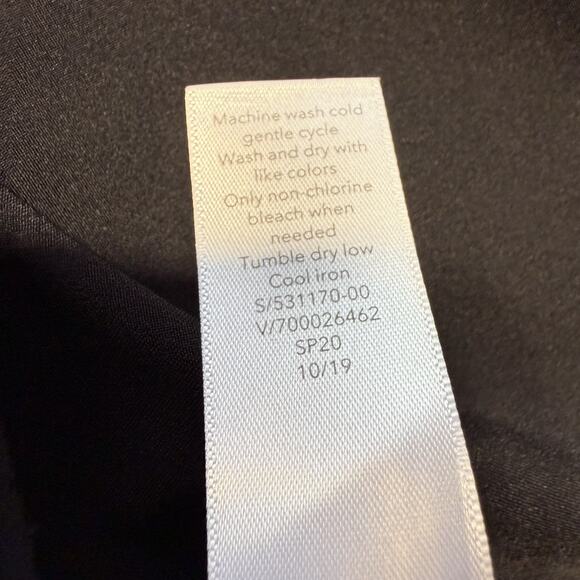 Machine wash cold
gentle cycle
Wash and dry with
like colors
Only non-chlorine
bleach when
needed
Tumble dry low
Cool iron
S/531170-00
V/700026462
SP20
10/19